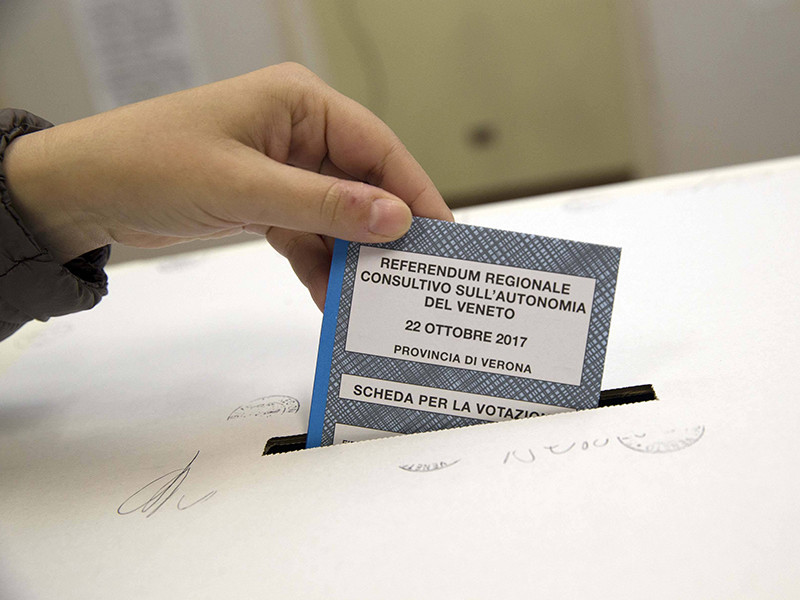 REFERENDUM REGIONALE
CONSULTIVO SULL'AUTONOMIA
DEL VENETO
22 OTTOBRE 2017
PROVINCIA DI VERONA
SCHEDA PER LA VOTAZIO